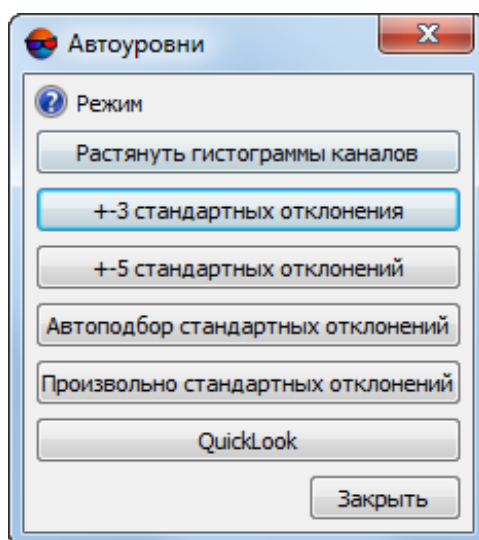 Автоуровни
Режим
Растянуть гистограммы каналов
+-3 стандартных отклонения
+-5 стандартных отклонений
Автоподбор стандартных отклонений
Произвольно стандартных отклонений
QuickLook
Закрыть